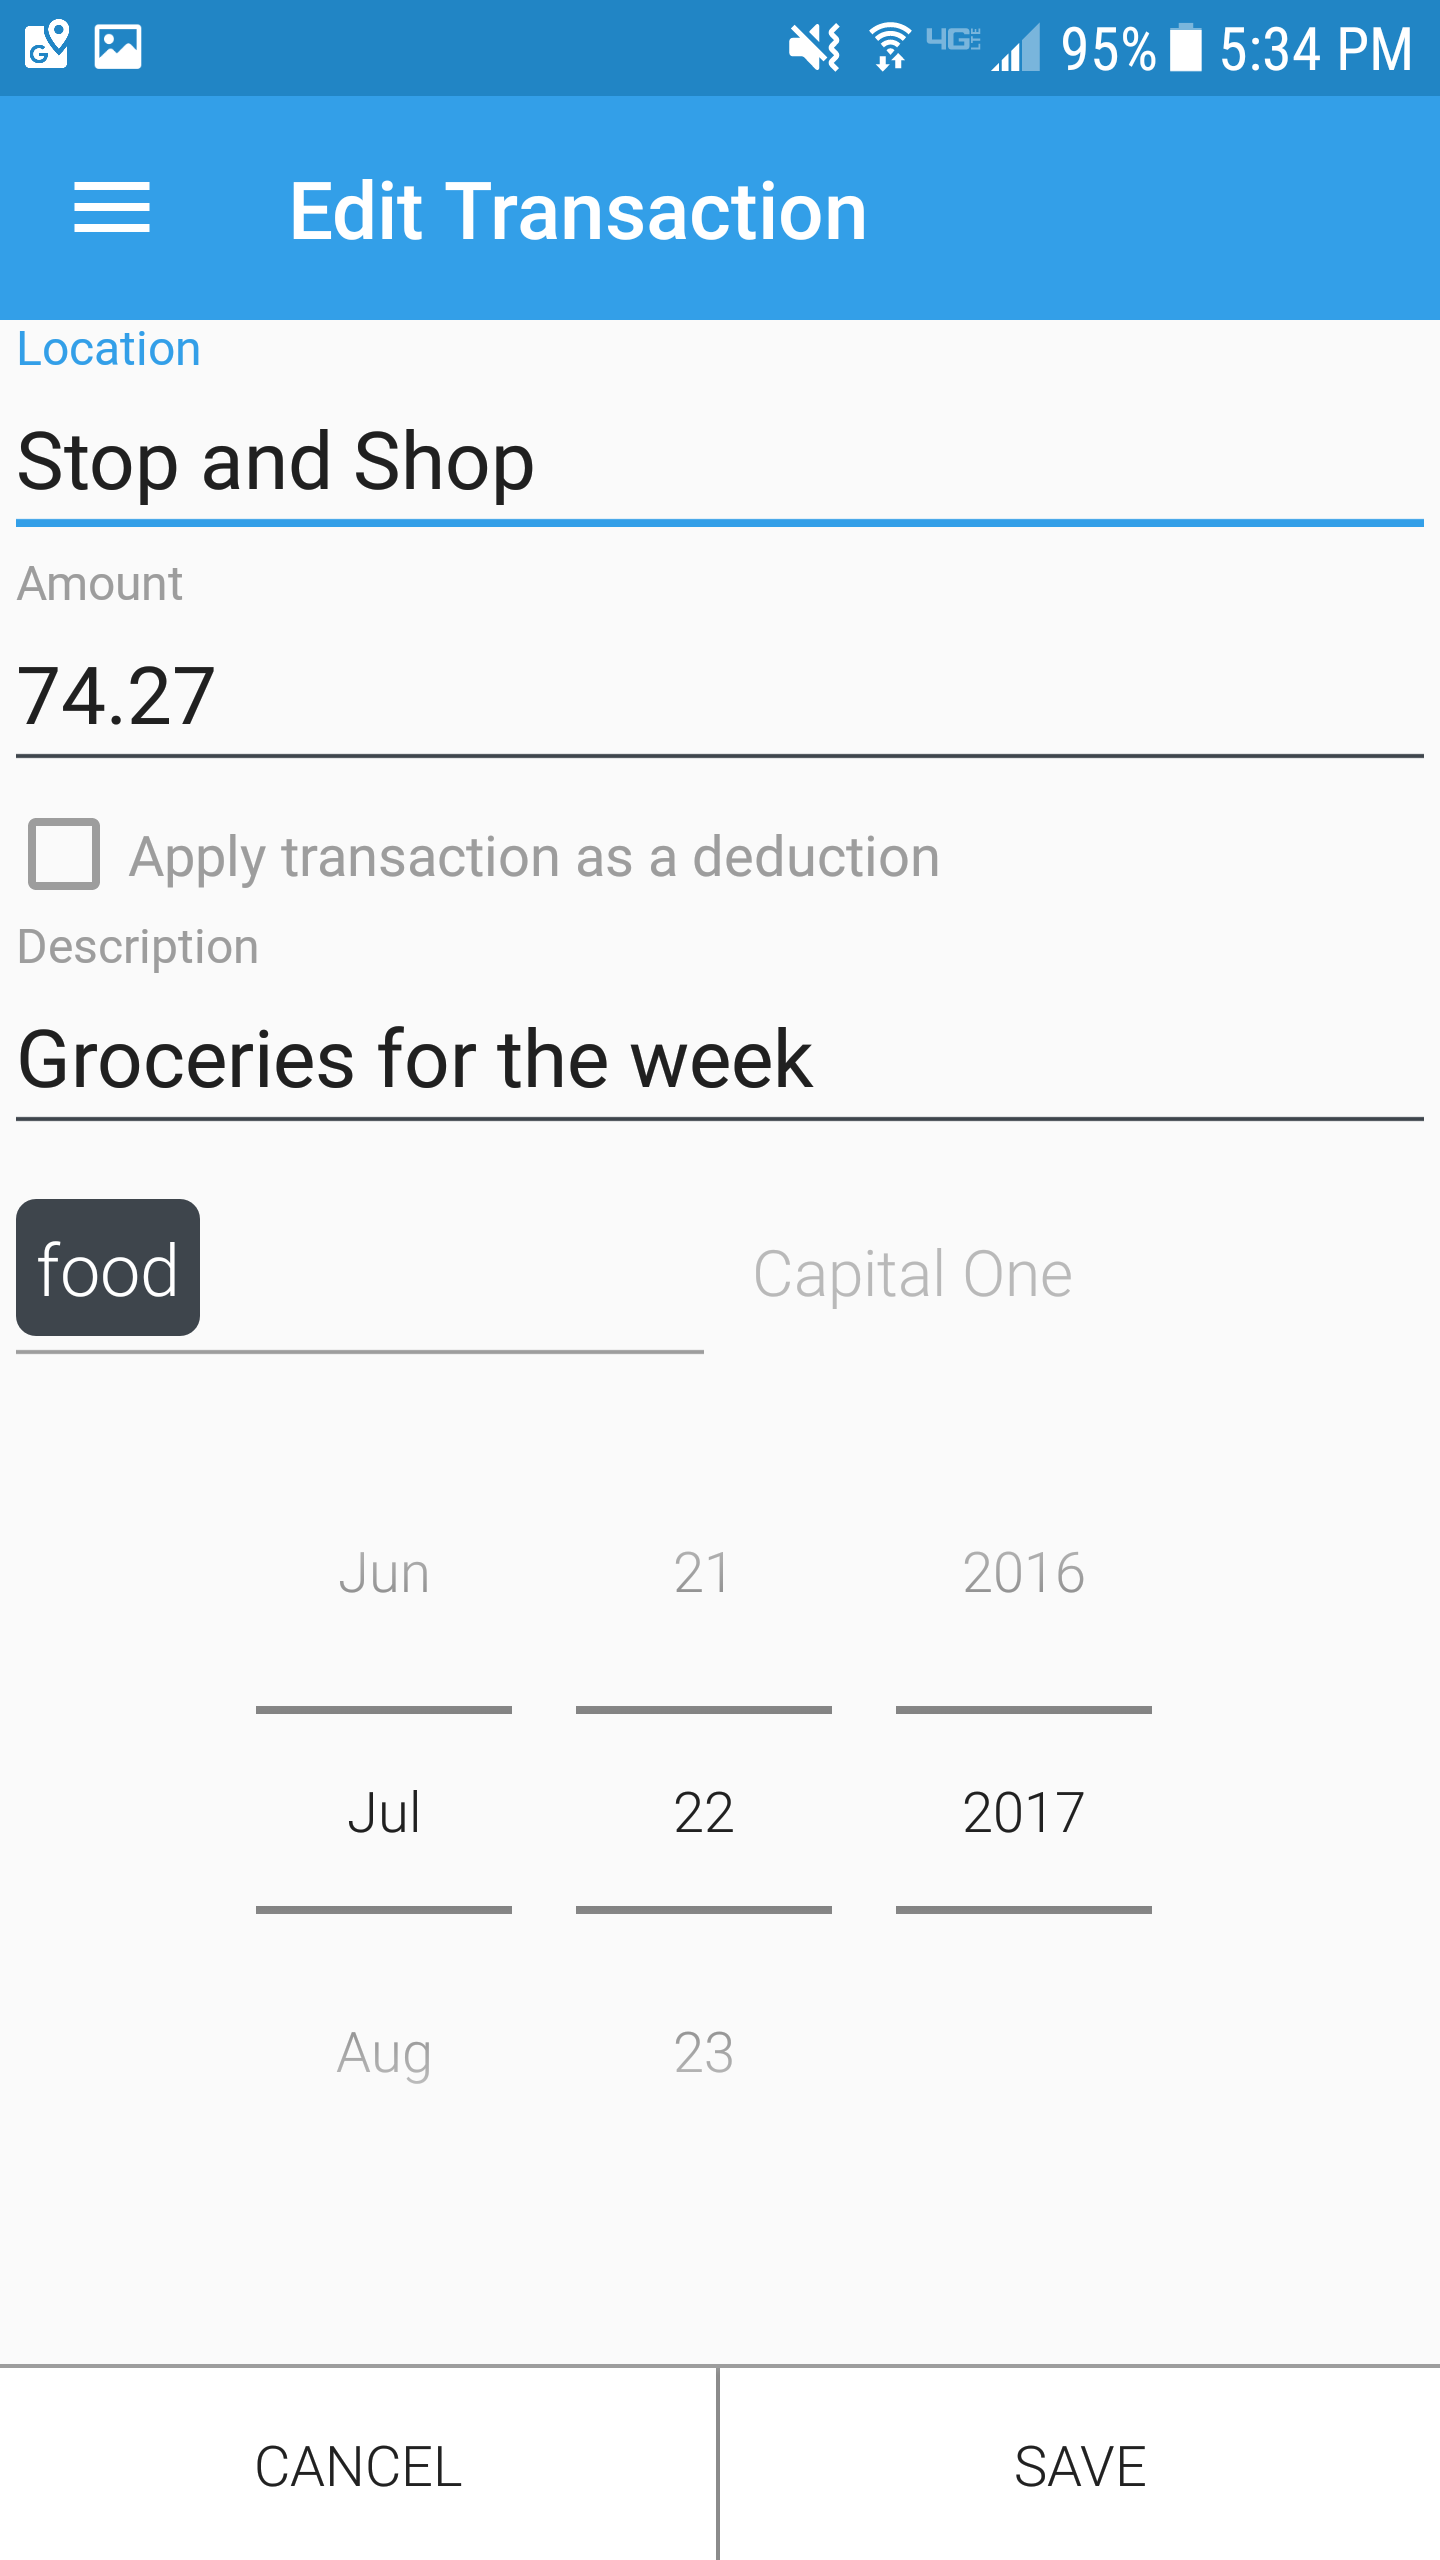 4G LTE 95% 5:34 PM
Edit Transaction
Location
Stop and Shop
Amount
74.27
Apply transaction as a deduction
Description
Groceries for the week
food Capital One
Jun 21 2016
Jul 22 2017
Aug 23
CANCEL SAVE